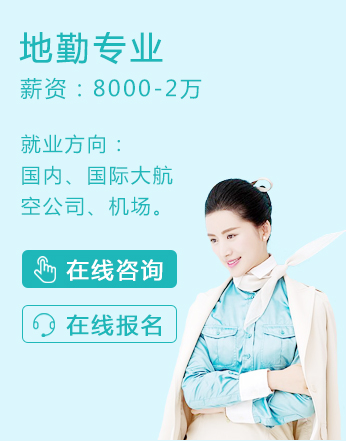 地勤专业
薪资：8000-2万
就业方向：
国内、国际大航
空公司、机场。
在线咨询
在线报名